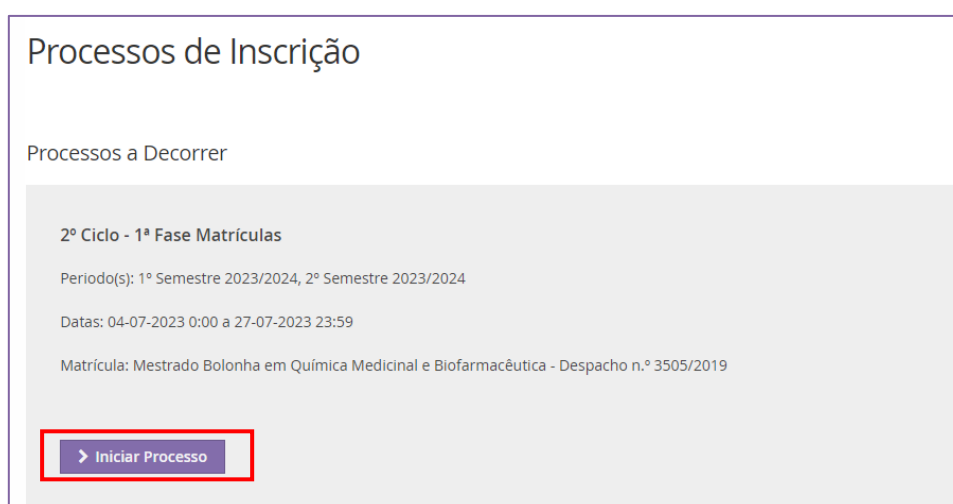 Processos de Inscrição
Processos a Decorrer
2º Ciclo - 1ª Fase Matrículas
Periodo(s): 1º Semestre 2023/2024, 2º Semestre 2023/2024
Datas: 04-07-2023 0:00 a 27-07-2023 23:59
Matrícula: Mestrado Bolonha em Química Medicinal e Biofarmacêutica - Despacho n.º 3505/2019
Iniciar Processo